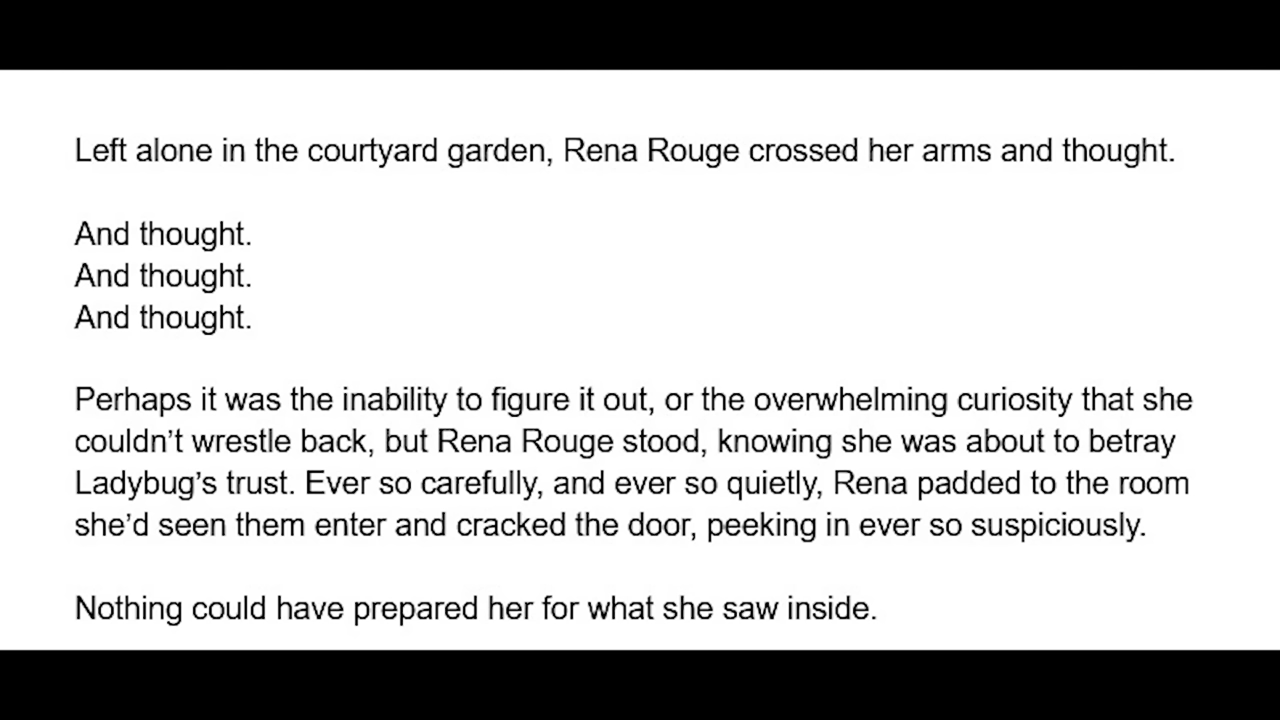 Left alone in the courtyard garden, Rena Rouge crossed her arms and thought.
And thought.
And thought.
And thought.
Perhaps it was the inability to figure it out, or the overwhelming curiosity that she
couldn’t wrestle back, but Rena Rouge stood, knowing she was about to betray
Ladybug’s trust. Ever so carefully, and ever so quietly, Rena padded to the room
she’d seen them enter and cracked the door, peeking in ever so suspiciously.
Nothing could have prepared her for what she saw inside.